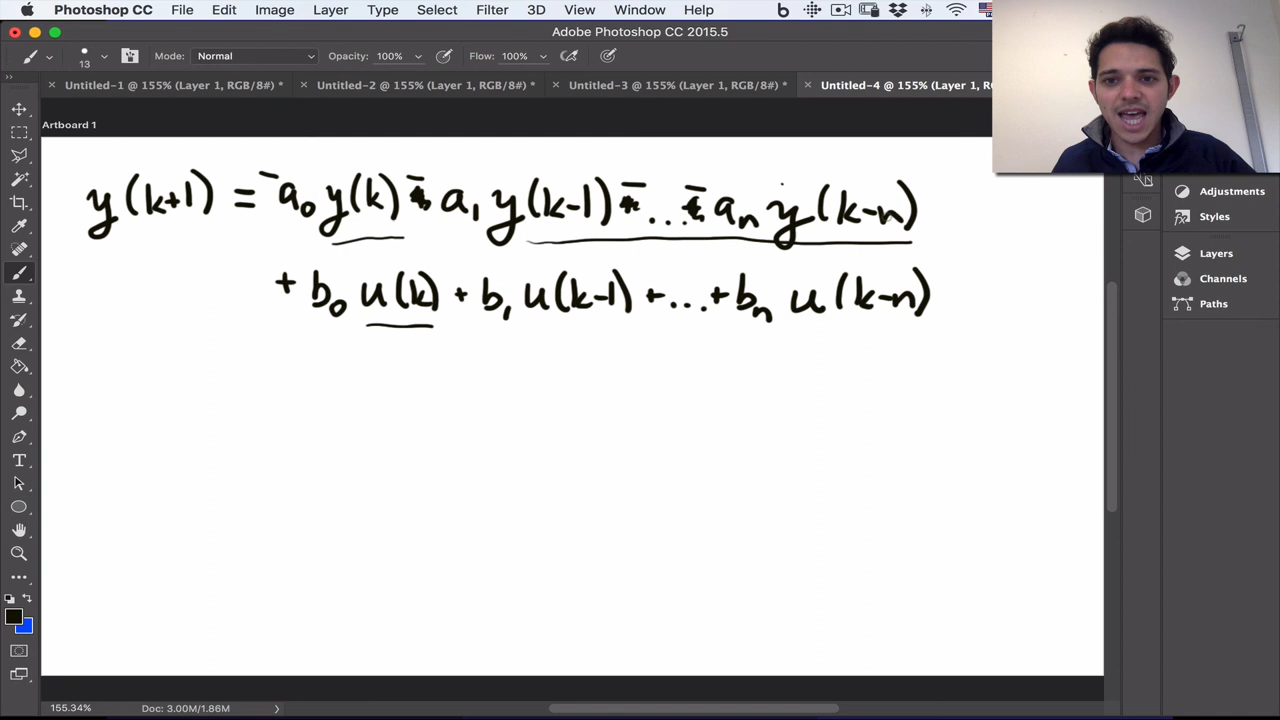 Photoshop CC File Edit Image Layer Type Select Filter 3D View Window Help
Adobe Photoshop CC 2015.5
13 Mode: Normal Opacity: 100% Flow: 100%
Untitled-1 @ 155% (Layer 1, RGB/8#) * Untitled-2 @ 155% (Layer 1, RGB/8#) * Untitled-3 @ 155% (Layer 1, RGB/8#) * Untitled-4 @ 155% (Layer 1, RG
Artboard 1
y(k+1) = -a₀ y(k) - a₁ y(k-1) - ... - aₙ y(k-n)
+ b₀ u(k) + b₁ u(k-1) + ... + bₙ u(k-n)
Adjustments
Styles
Layers
Channels
Paths
155.34% Doc: 3.00M/1.86M